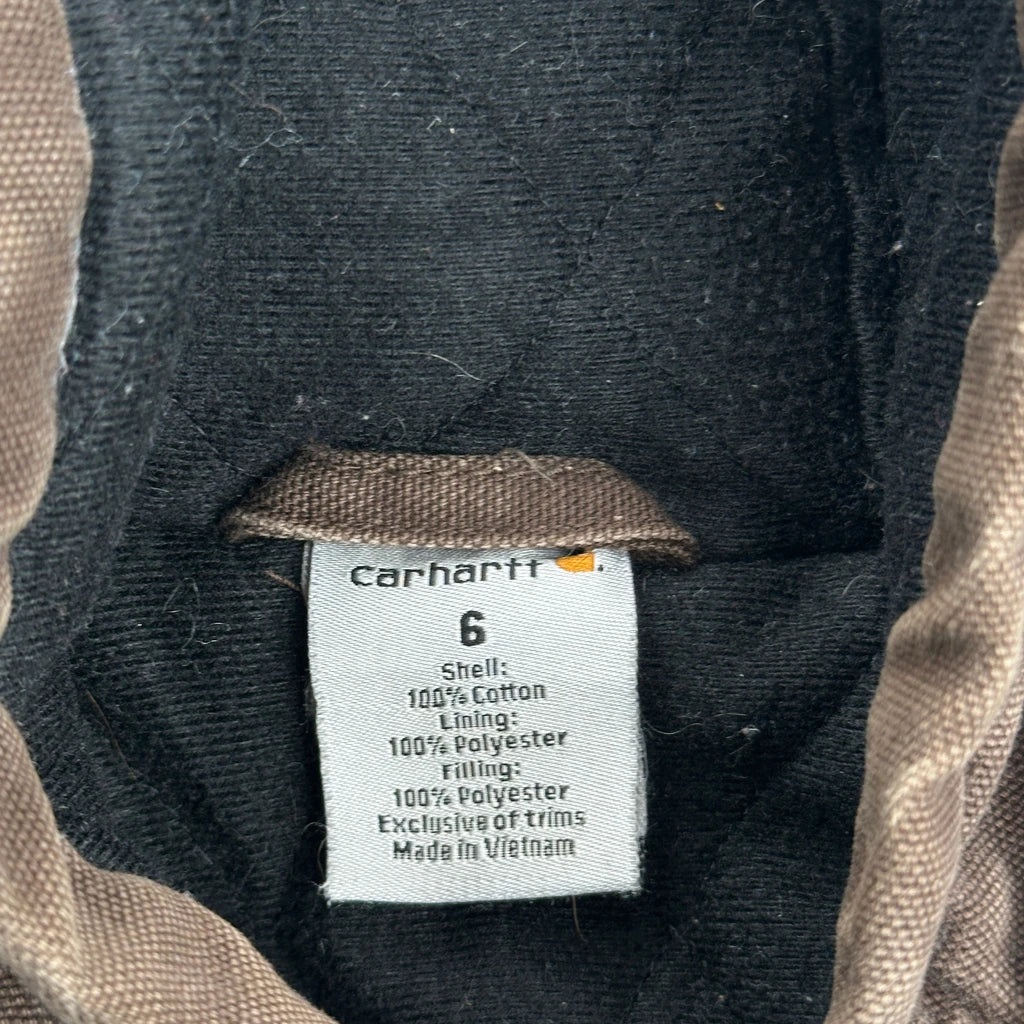 carhartt
6
Shell:
100% Cotton
Lining:
100% Polyester
Filling:
100% Polyester
Exclusive of trims
Made in Vietnam